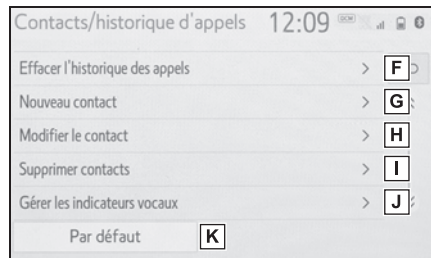 Contacts/historique d'appels 12:09 DCM
Effacer l'historique des appels > F
Nouveau contact > G
Modifier le contact > H
Supprimer contacts > I
Gérer les indicateurs vocaux > J
Par défaut K